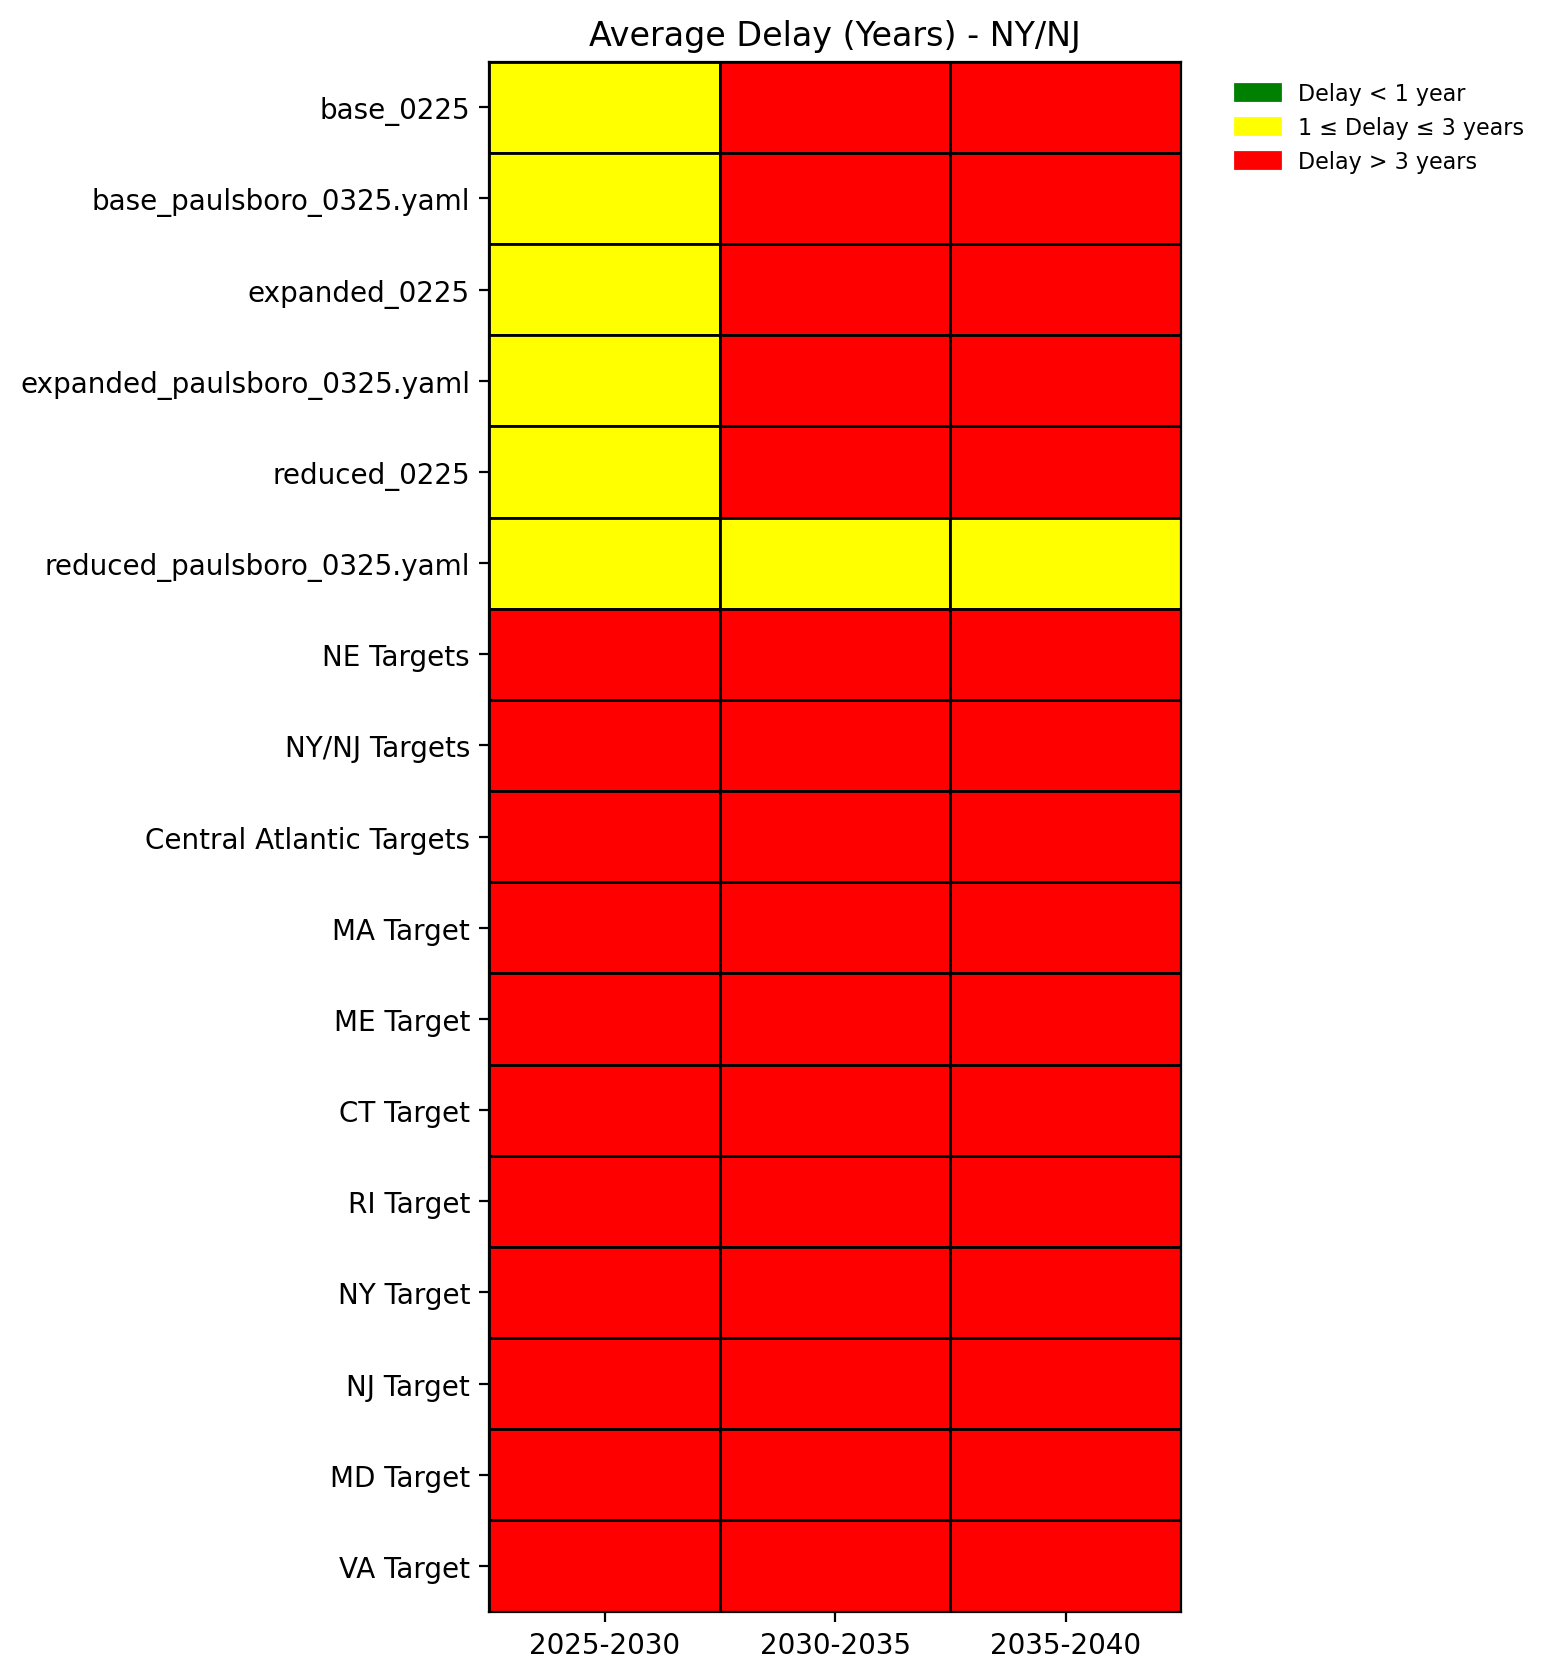 Average Delay (Years) - NY/NJ
Delay < 1 year
1 ≤ Delay ≤ 3 years
Delay > 3 years
base_0225
base_paulsboro_0325.yaml
expanded_0225
expanded_paulsboro_0325.yaml
reduced_0225
reduced_paulsboro_0325.yaml
NE Targets
NY/NJ Targets
Central Atlantic Targets
MA Target
ME Target
CT Target
RI Target
NY Target
NJ Target
MD Target
VA Target
2025-2030
2030-2035
2035-2040